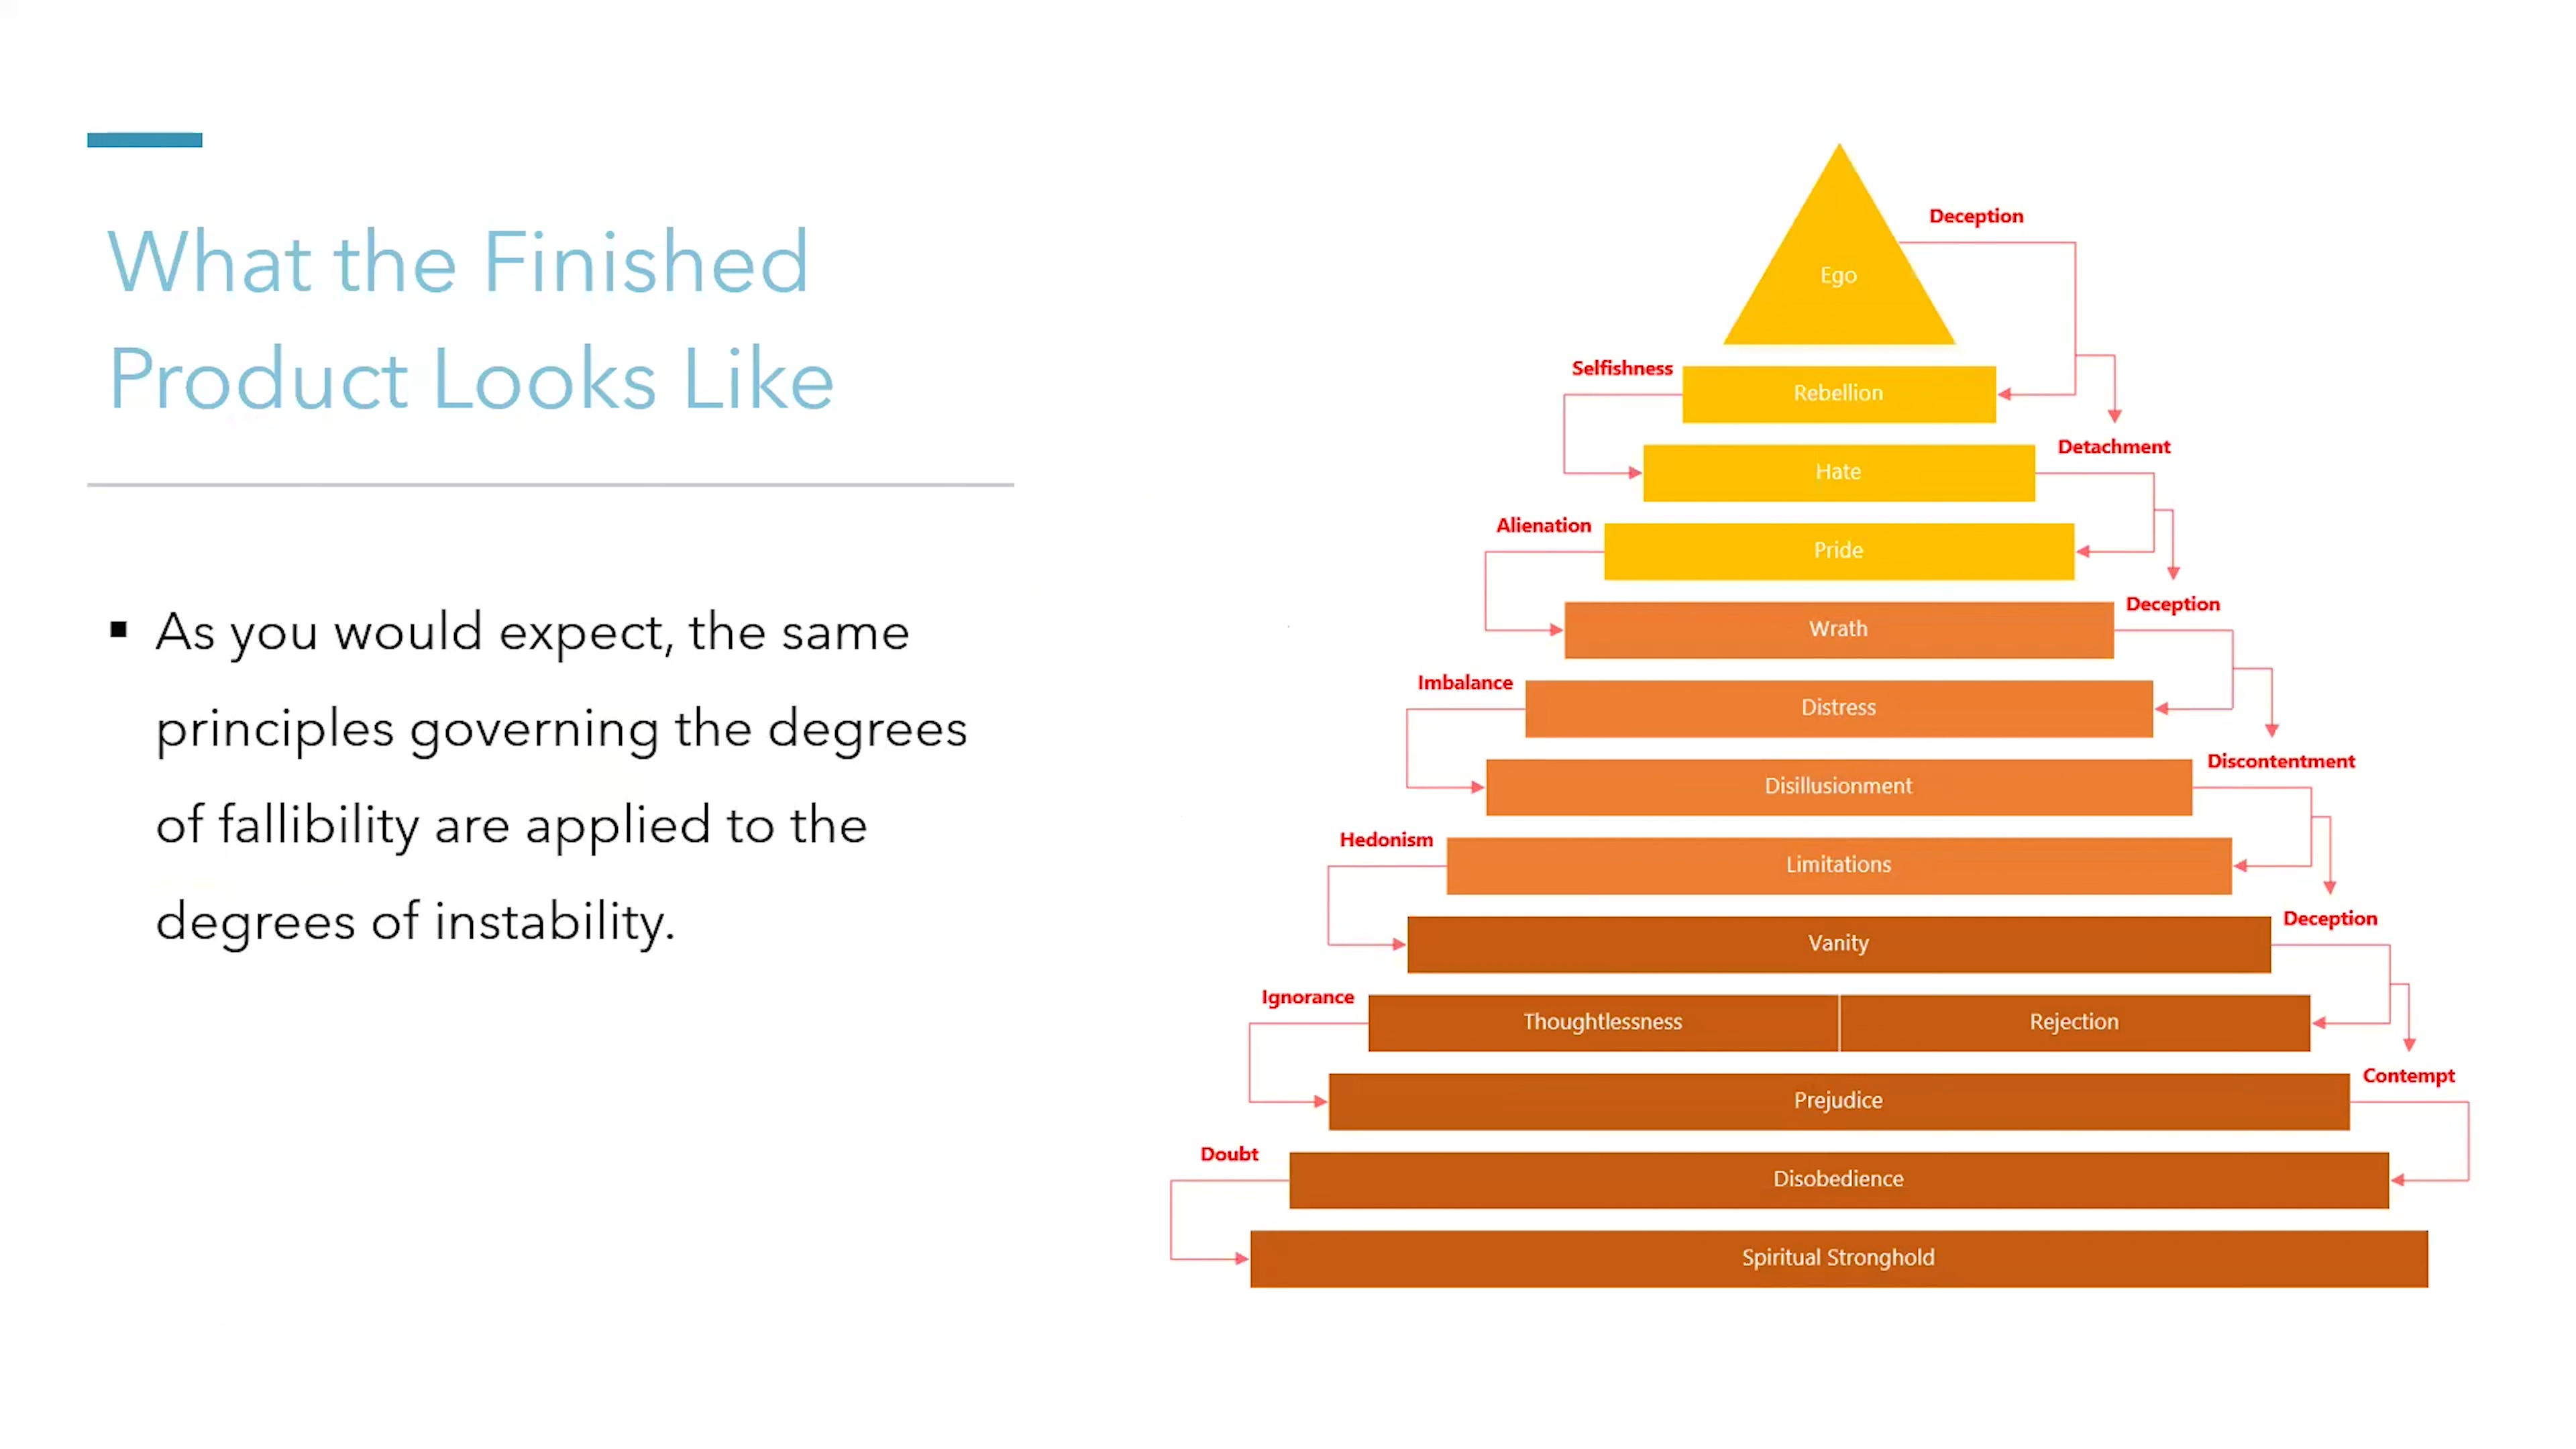 What the Finished
Product Looks Like
■ As you would expect, the same
principles governing the degrees
of fallibility are applied to the
degrees of instability.
Deception
Ego
Selfishness
Rebellion
Detachment
Hate
Alienation
Pride
Deception
Wrath
Imbalance
Distress
Discontentment
Disillusionment
Hedonism
Limitations
Deception
Vanity
Ignorance
Thoughtlessness
Rejection
Contempt
Prejudice
Doubt
Disobedience
Spiritual Stronghold